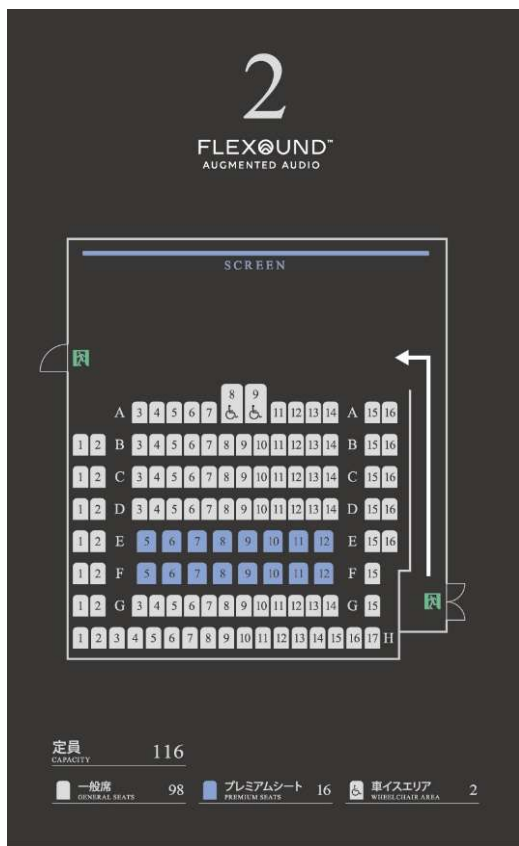 2
FLEXOUND™
AUGMENTED AUDIO
SCREEN
A 3 4 5 6 7 8 9 11 12 13 14 A 15 16
1 2 B 3 4 5 6 7 8 9 10 11 12 13 14 B 15 16
1 2 C 3 4 5 6 7 8 9 10 11 12 13 14 C 15 16
1 2 D 3 4 5 6 7 8 9 10 11 12 13 14 D 15 16
1 2 E 5 6 7 8 9 10 11 12 E 15 16
1 2 F 5 6 7 8 9 10 11 12 F 15
1 2 G 3 4 5 6 7 8 9 10 11 12 13 14 G 15
1 2 3 4 5 6 7 8 9 10 11 12 13 14 15 16 17 H
定員 116
CAPACITY
一般席 98 プレミアムシート 16 車イスエリア 2
GENERAL SEATS PREMIUM SEATS WHEELCHAIR AREA